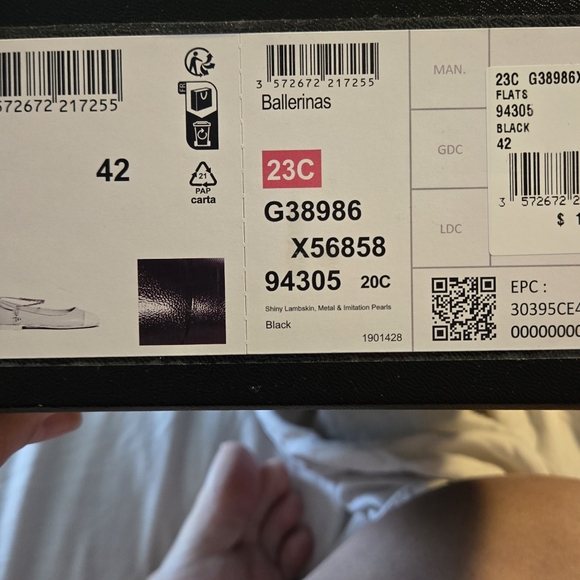 572672 217255
42
21
PAP
carta
3 572672 217255
Ballerinas
23C
G38986
X56858
94305 20C
Shiny Lambskin, Metal & Imitation Pearls
Black
1901428
MAN.
GDC
LDC
23C G38986X
FLATS
94305
BLACK
42
3 572672 2
$ 1
EPC :
30395CE4
00000000